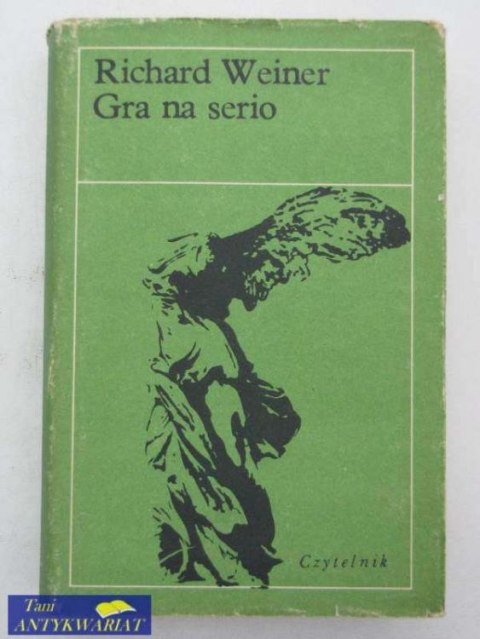 Richard Weiner
Gra na serio
Czytelnik
Tani
ANTYKWARIAT